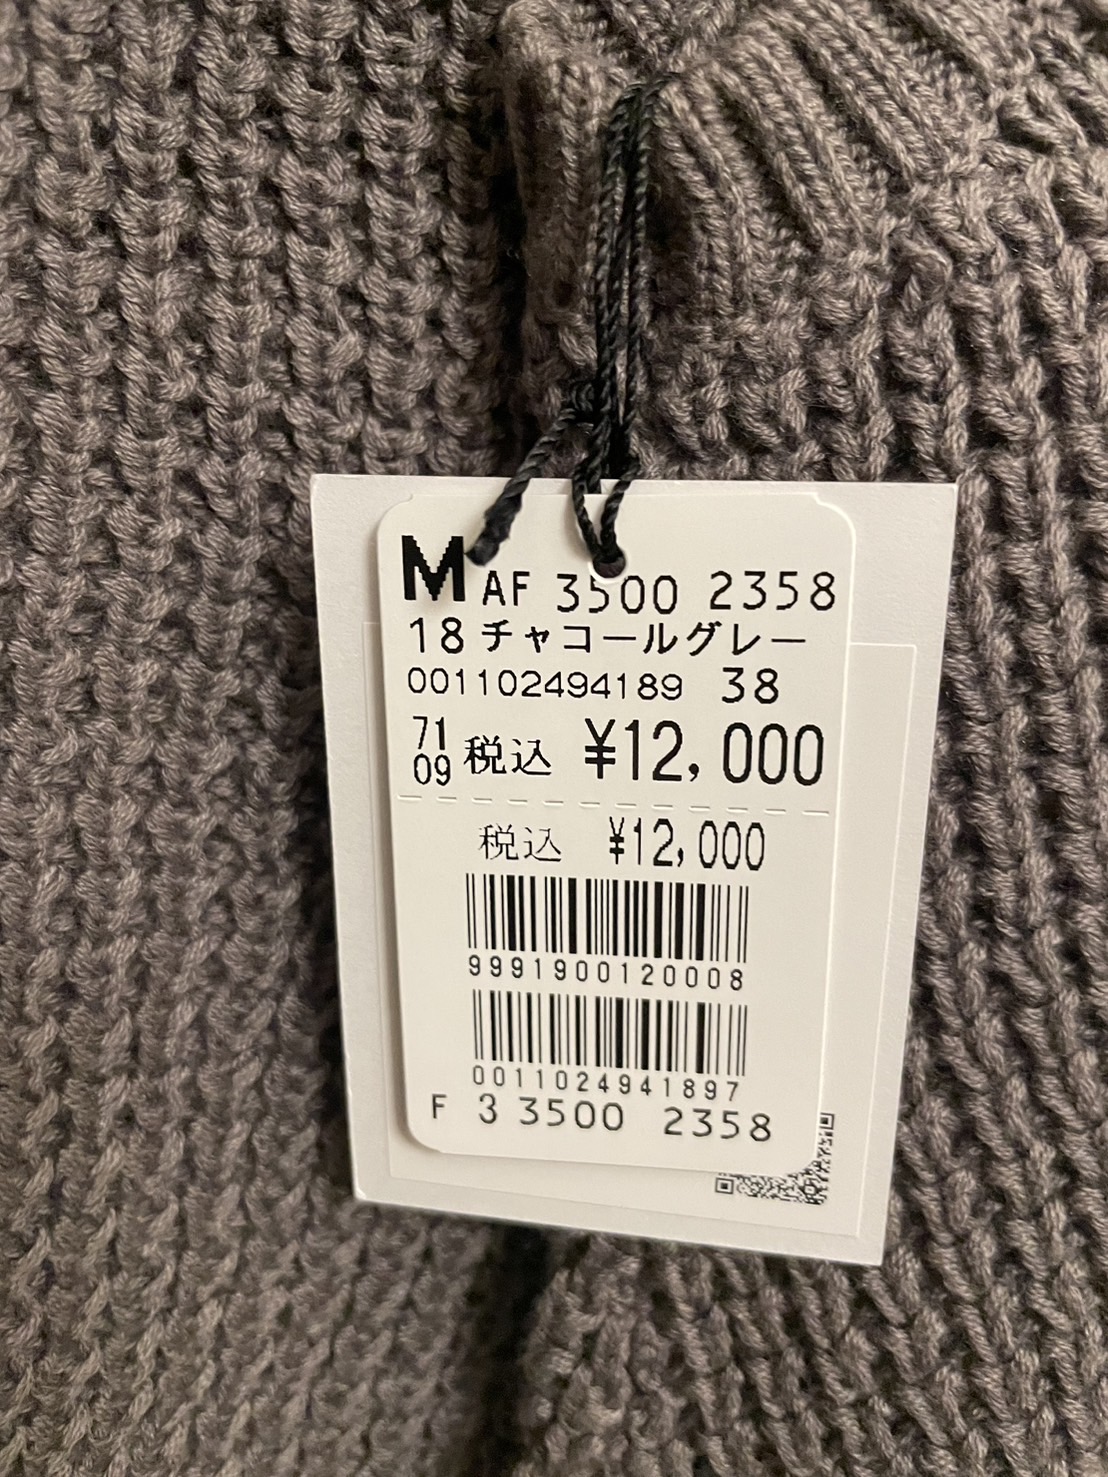 M AF 3500 2358
18 チャコールグレー
001102494189 38
71
09 税込 ¥12,000
税込 ¥12,000
9991900120008
0011024941897
F 3 3500 2358